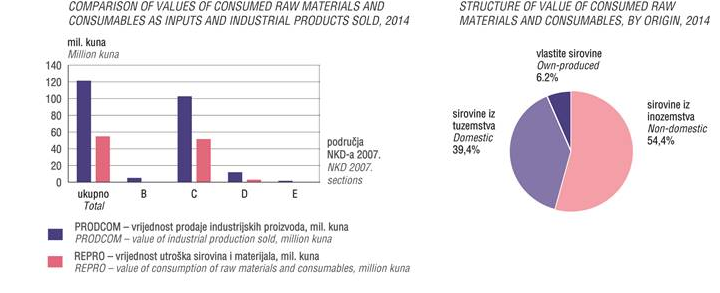 COMPARISON OF VALUES OF CONSUMED RAW MATERIALS AND
CONSUMABLES AS INPUTS AND INDUSTRIAL PRODUCTS SOLD, 2014
mil. kuna
Million kuna
140
120
100
80
60
40
20
0
ukupno
Total
B
C
D
E
područja
NKD-a 2007.
NKD 2007.
sections
PRODCOM – vrijednost prodaje industrijskih proizvoda, mil. kuna
PRODCOM – value of industrial production sold, million kuna
REPRO – vrijednost utroška sirovina i materijala, mil. kuna
REPRO – value of consumption of raw materials and consumables, million kuna
STRUCTURE OF VALUE OF CONSUMED RAW
MATERIALS AND CONSUMABLES, BY ORIGIN, 2014
vlastite sirovine
Own-produced
6.2%
sirovine iz
tuzemstva
Domestic
39,4%
sirovine iz
inozemstva
Non-domestic
54,4%